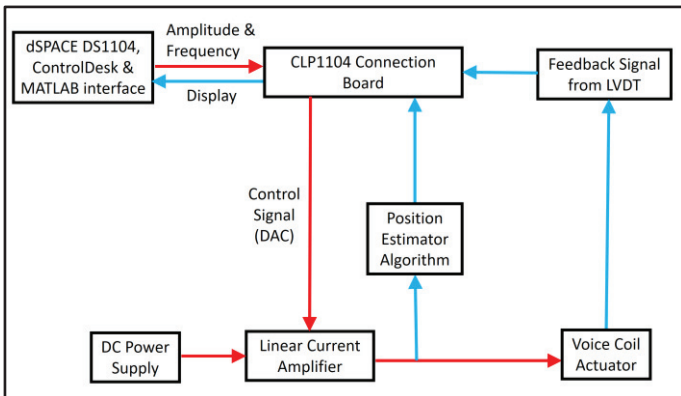 dSPACE DS1104,
ControlDesk &
MATLAB interface
Amplitude &
Frequency
Display
CLP1104 Connection
Board
Feedback Signal
from LVDT
Control
Signal
(DAC)
Position
Estimator
Algorithm
DC Power
Supply
Linear Current
Amplifier
Voice Coil
Actuator